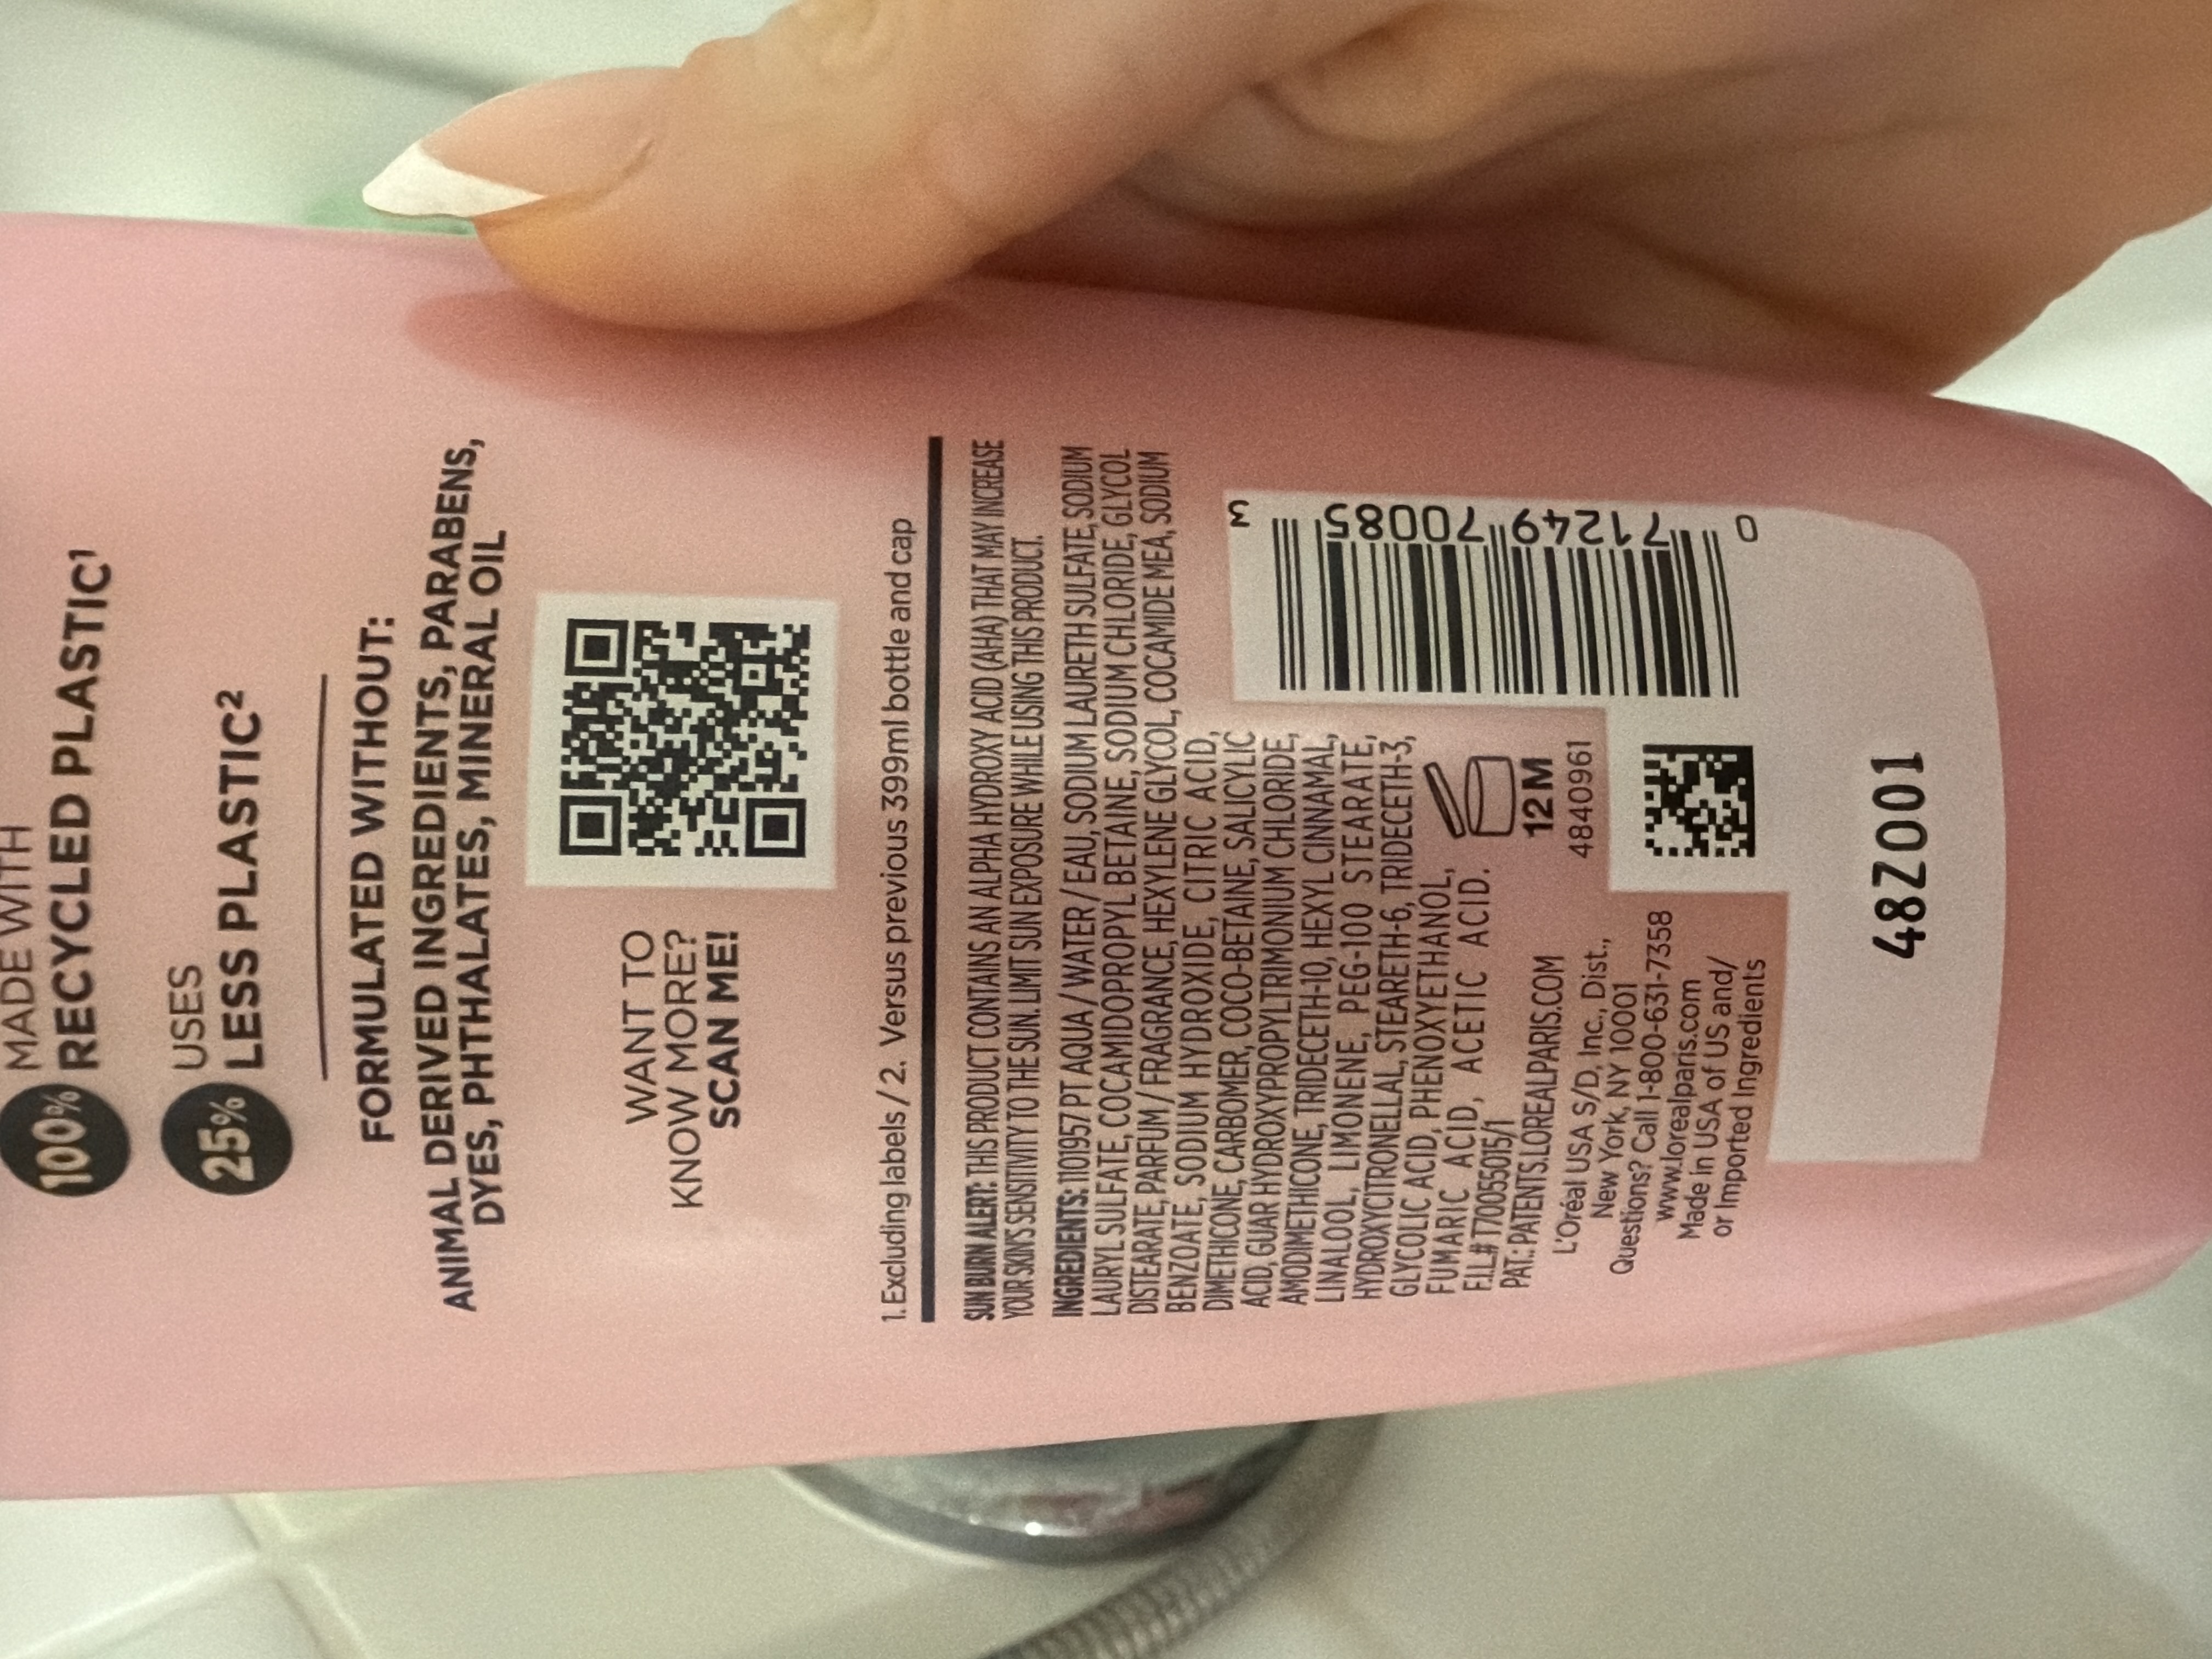 MADE WITH
100% RECYCLED PLASTIC¹
USES
25% LESS PLASTIC²
FORMULATED WITHOUT:
ANIMAL DERIVED INGREDIENTS, PARABENS,
DYES, PHTHALATES, MINERAL OIL
WANT TO
KNOW MORE?
SCAN ME!
1. Excluding labels / 2. Versus previous 399ml bottle and cap
SUN BURN ALERT: THIS PRODUCT CONTAINS AN ALPHA HYDROXY ACID (AHA) THAT MAY INCREASE
YOUR SKIN'S SENSITIVITY TO THE SUN. LIMIT SUN EXPOSURE WHILE USING THIS PRODUCT.
INGREDIENTS: 1101957 PT AQUA / WATER / EAU, SODIUM LAURETH SULFATE, SODIUM
LAURYL SULFATE, COCAMIDOPROPYL BETAINE, SODIUM CHLORIDE, GLYCOL
DISTEARATE, PARFUM / FRAGRANCE, HEXYLENE GLYCOL, COCAMIDE MEA, SODIUM
BENZOATE, SODIUM HYDROXIDE, CITRIC ACID,
DIMETHICONE, CARBOMER, COCO-BETAINE, SALICYLIC
ACID, GUAR HYDROXYPROPYLTRIMONIUM CHLORIDE,
AMODIMETHICONE, TRIDECETH-10, HEXYL CINNAMAL,
LINALOOL, LIMONENE, PEG-100 STEARATE,
HYDROXYCITRONELLAL, STEARETH-6, TRIDECETH-3,
GLYCOLIC ACID, PHENOXYETHANOL,
FUMARIC ACID, ACETIC ACID.
F.I.L.# T70055015/1
PAT.: PATENTS.LOREALPARIS.COM
L'Oréal USA S/D, Inc., Dist.,
New York, NY 10001
Questions? Call 1-800-631-7358
www.lorealparis.com
Made in USA of US and/
or Imported Ingredients
12 M
4840961
0 71249 70085 3
48Z001